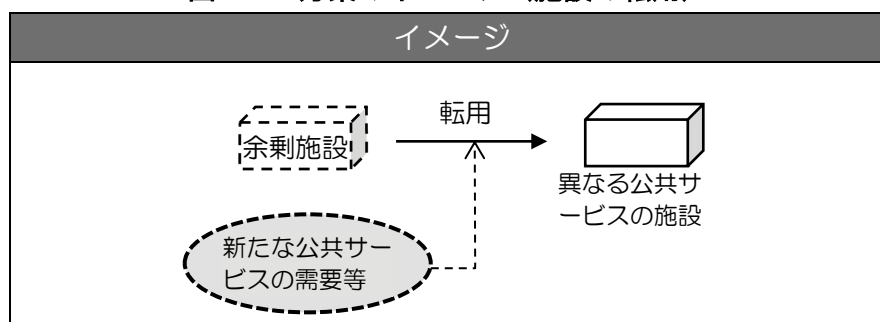 イメージ
転用
余剰施設
異なる公共サ
ービスの施設
新たな公共サー
ビスの需要等